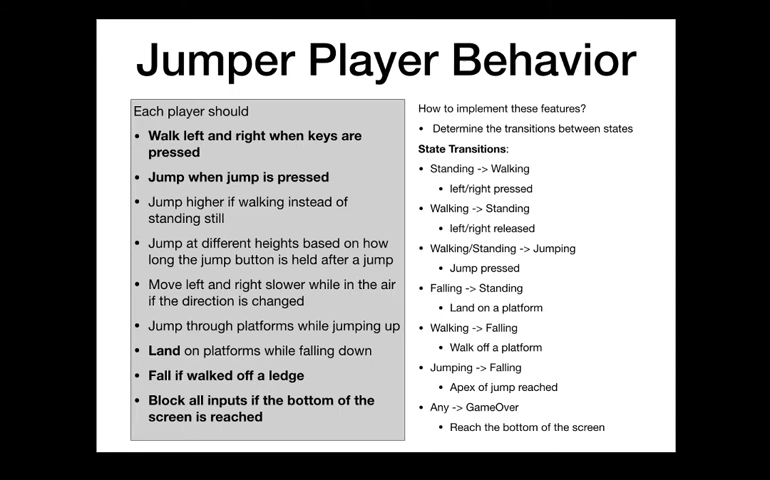 Jumper Player Behavior
Each player should
• Walk left and right when keys are
pressed
• Jump when jump is pressed
• Jump higher if walking instead of
standing still
• Jump at different heights based on how
long the jump button is held after a jump
• Move left and right slower while in the air
if the direction is changed
• Jump through platforms while jumping up
• Land on platforms while falling down
• Fall if walked off a ledge
• Block all inputs if the bottom of the
screen is reached
How to implement these features?
• Determine the transitions between states
State Transitions:
• Standing -> Walking
• left/right pressed
• Walking -> Standing
• left/right released
• Walking/Standing -> Jumping
• Jump pressed
• Falling -> Standing
• Land on a platform
• Walking -> Falling
• Walk off a platform
• Jumping -> Falling
• Apex of jump reached
• Any -> GameOver
• Reach the bottom of the screen